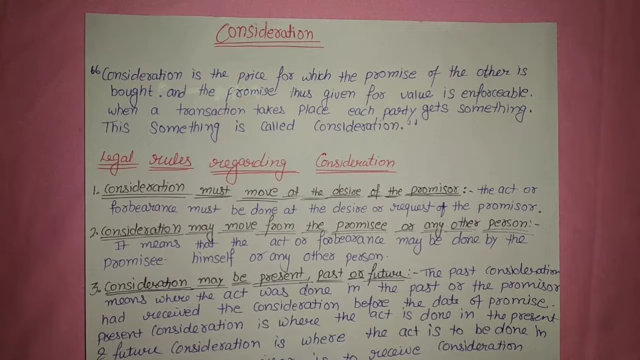 Consideration
"Consideration is the price for which the promise of the other is
bought. and the promise thus given for value is enforceable.
when a transaction takes place each party gets something.
This something is called Consideration."
Legal rules regarding Consideration
1. Consideration must move at the desire of the promisor:- the act or
forbearance must be done at the desire or request of the promisor.
2. Consideration may move from the promisee or any other person:-
It means that the act or forbearance may be done by the
promisee himself or any other person.
3. Consideration may be present, past or future:- The past consideration
means where the act was done in the past or the promisor
had received the consideration before the date of promise.
present consideration is where the act is done in the present
& future consideration is where the act is to be done in
is to receive consideration